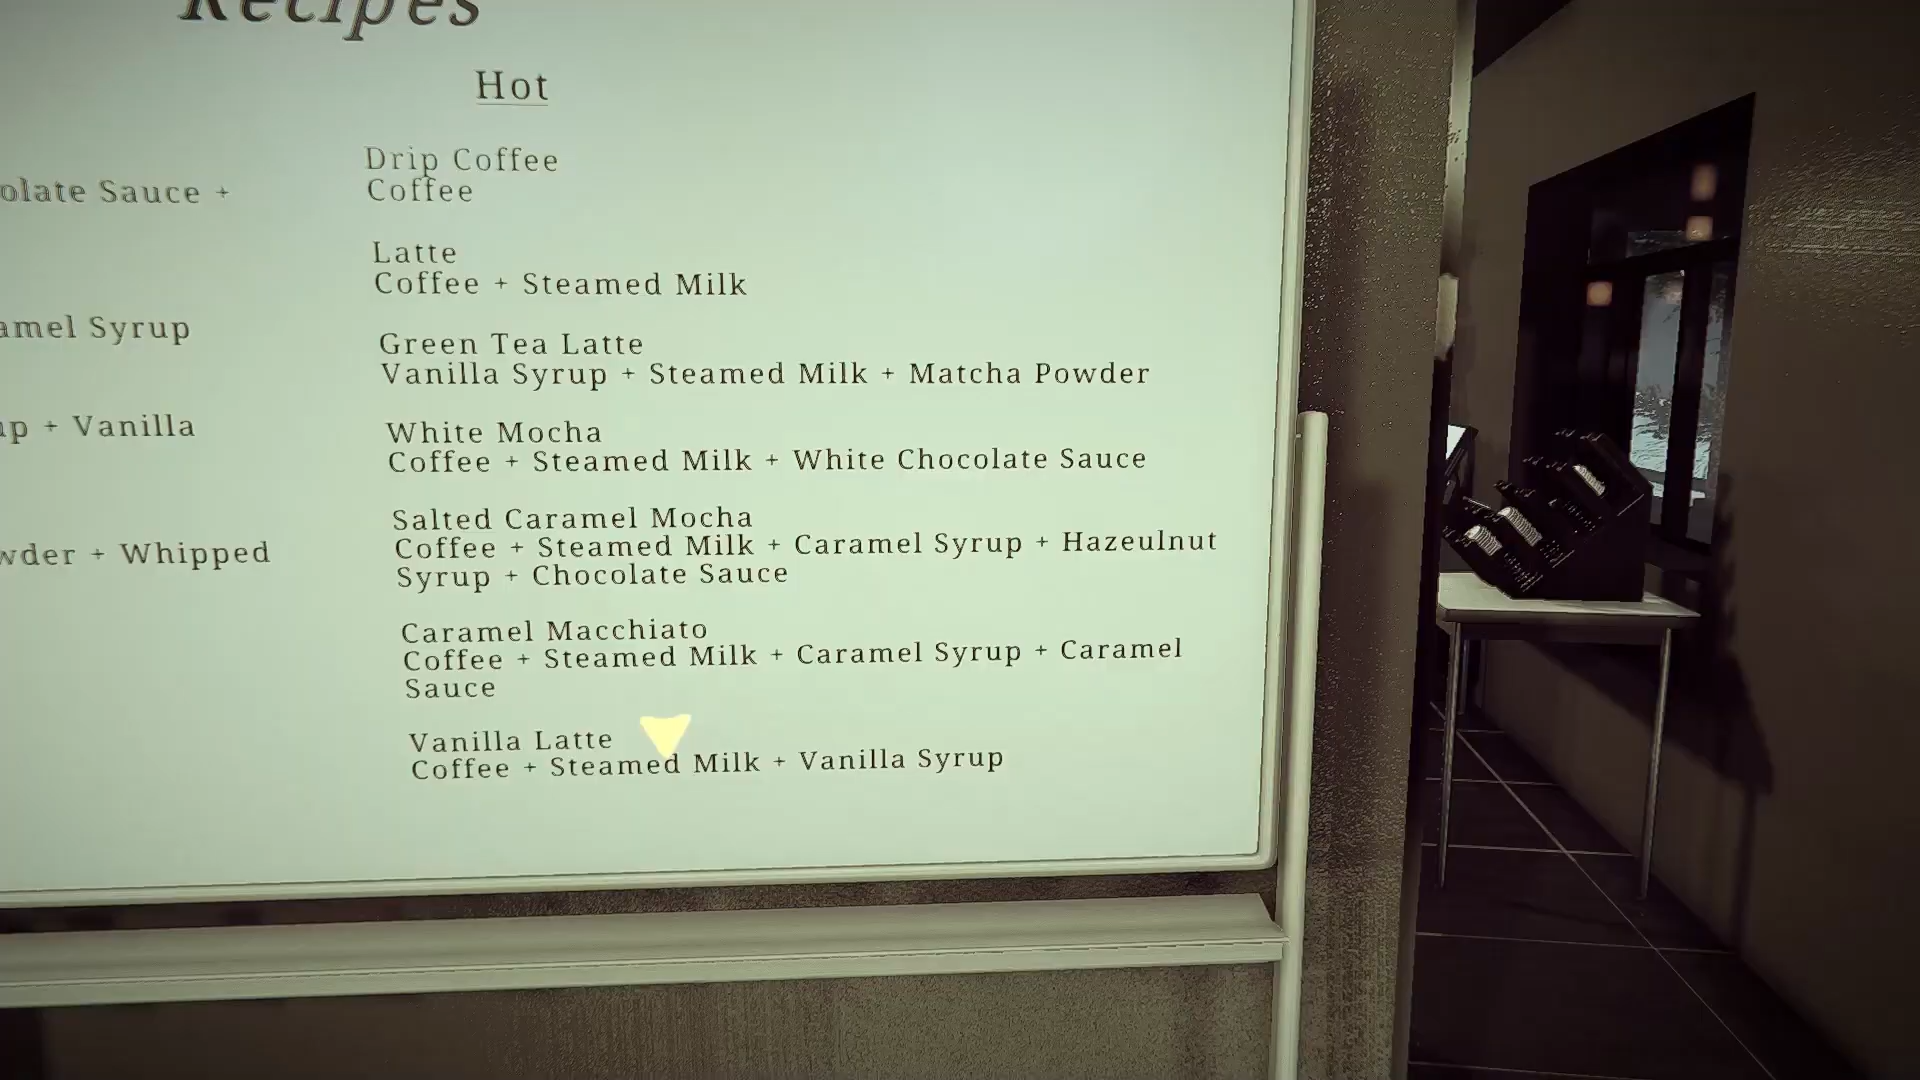 Recipes
Hot
olate Sauce +
amel Syrup
up + Vanilla
wder + Whipped
Drip Coffee
Coffee
Latte
Coffee + Steamed Milk
Green Tea Latte
Vanilla Syrup + Steamed Milk + Matcha Powder
White Mocha
Coffee + Steamed Milk + White Chocolate Sauce
Salted Caramel Mocha
Coffee + Steamed Milk + Caramel Syrup + Hazeulnut
Syrup + Chocolate Sauce
Caramel Macchiato
Coffee + Steamed Milk + Caramel Syrup + Caramel
Sauce
Vanilla Latte
Coffee + Steamed Milk + Vanilla Syrup